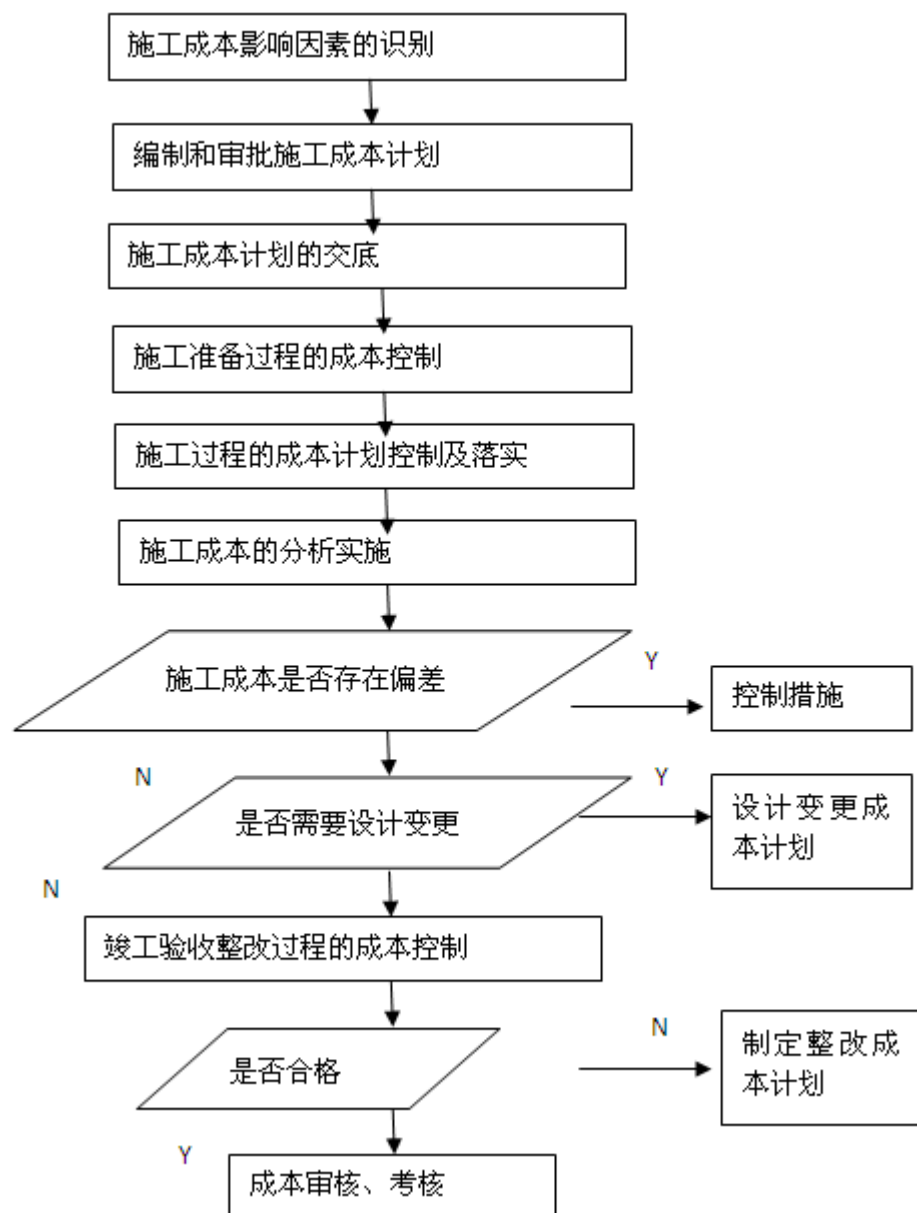 施工成本影响因素的识别
编制和审批施工成本计划
施工成本计划的交底
施工准备过程的成本控制
施工过程的成本计划控制及落实
施工成本的分析实施
施工成本是否存在偏差
Y
控制措施
N
是否需要设计变更
Y
设计变更成
本计划
N
竣工验收整改过程的成本控制
是否合格
N
制定整改成
本计划
Y
成本审核、考核